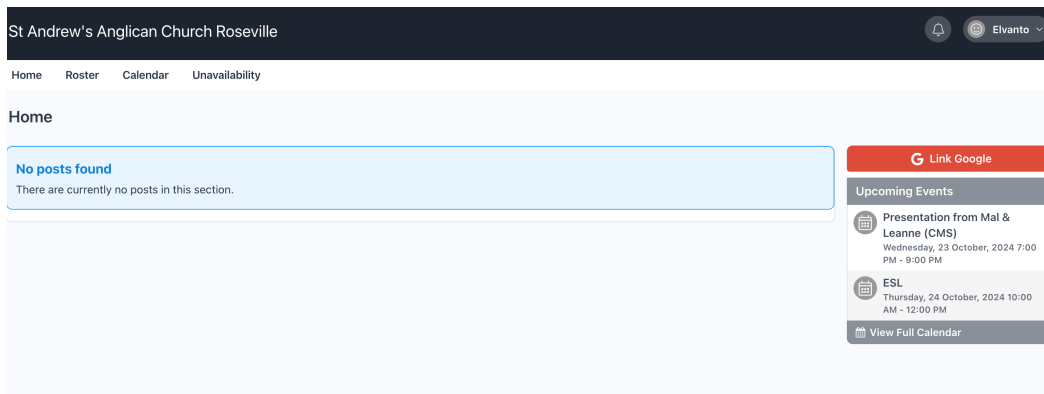 St Andrew's Anglican Church Roseville
Elvanto
Home
Roster
Calendar
Unavailability
Home
No posts found
There are currently no posts in this section.
Link Google
Upcoming Events
Presentation from Mal &
Leanne (CMS)
Wednesday, 23 October, 2024 7:00
PM - 9:00 PM
ESL
Thursday, 24 October, 2024 10:00
AM - 12:00 PM
View Full Calendar